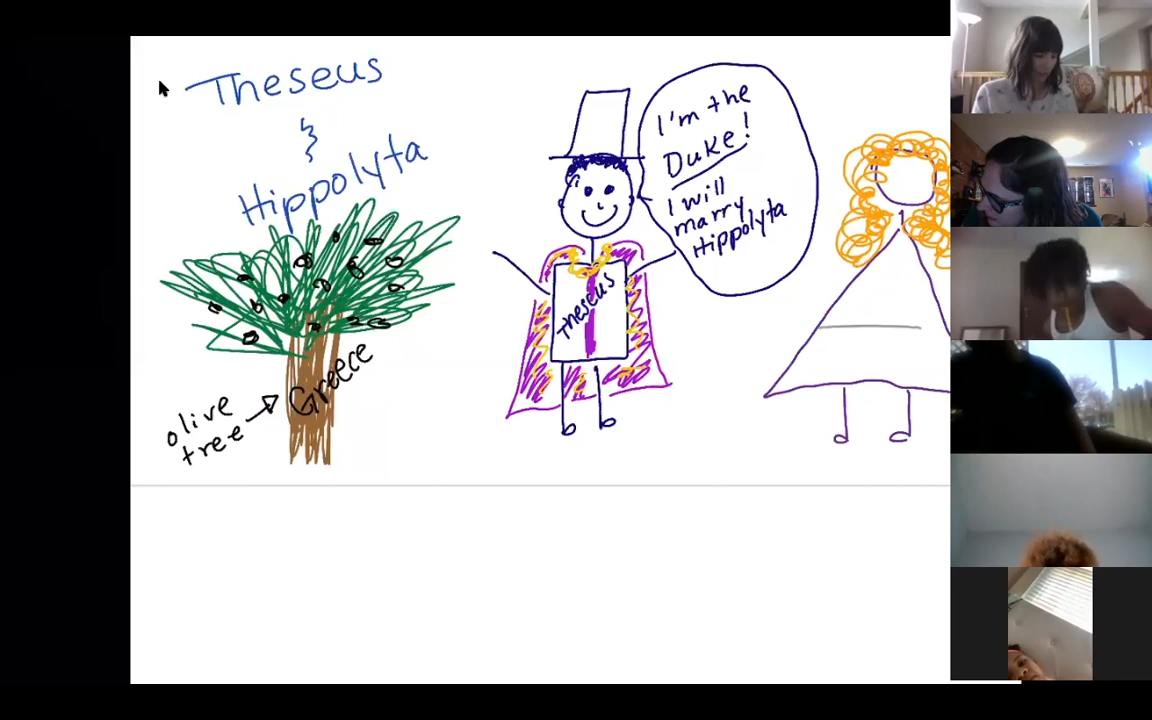 Theseus
&
Hippolyta
I'm the
Duke!
I will
marry
Hippolyta
Theseus
Greece
olive
tree